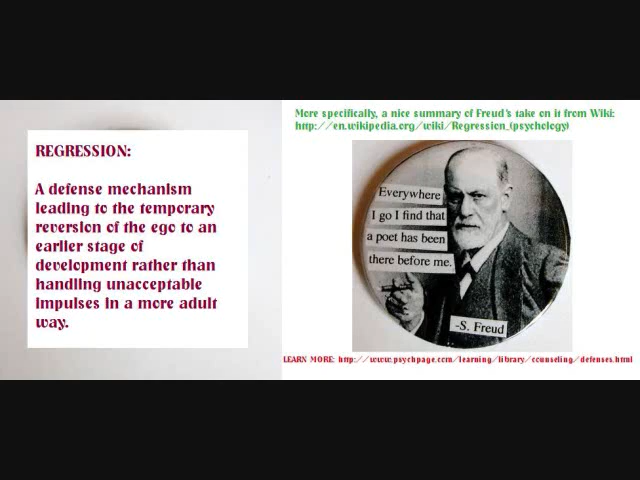 REGRESSION:
A defense mechanism
leading to the temporary
reversion of the ego to an
earlier stage of
development rather than
handling unacceptable
impulses in a more adult
way.
More specifically, a nice summary of Freud's take on it from Wiki:
http://en.wikipedia.org/wiki/Regression_(psychology)
Everywhere
I go I find that
a poet has been
there before me.
-S. Freud
LEARN MORE: http://www.psychpage.com/learning/library/counseling/defenses.html